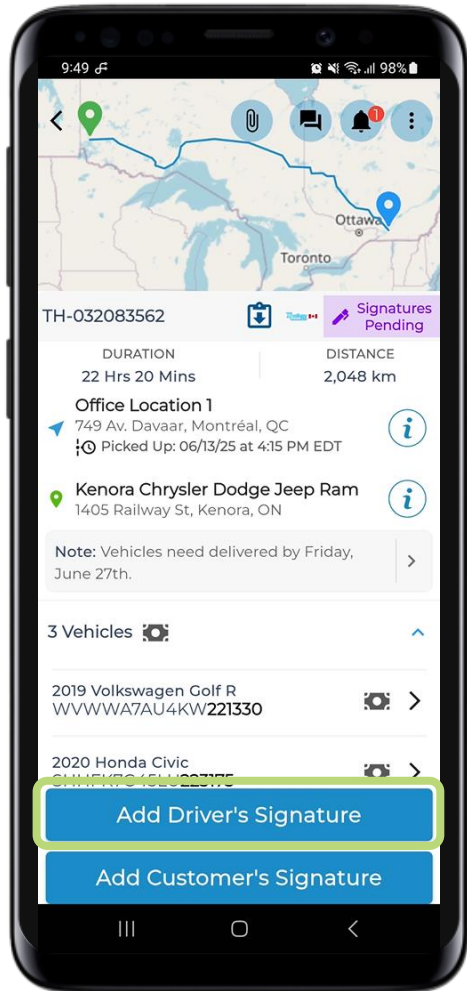 9:49
98%
1
Ottawa
Toronto
TH-032083562
Signatures
Pending
DURATION
DISTANCE
22 Hrs 20 Mins
2,048 km
Office Location 1
749 Av. Davaar, Montréal, QC
Picked Up: 06/13/25 at 4:15 PM EDT
Kenora Chrysler Dodge Jeep Ram
1405 Railway St, Kenora, ON
Note: Vehicles need delivered by Friday,
June 27th.
3 Vehicles
2019 Volkswagen Golf R
WVWWA7AU4KW221330
2020 Honda Civic
Add Driver's Signature
Add Customer's Signature